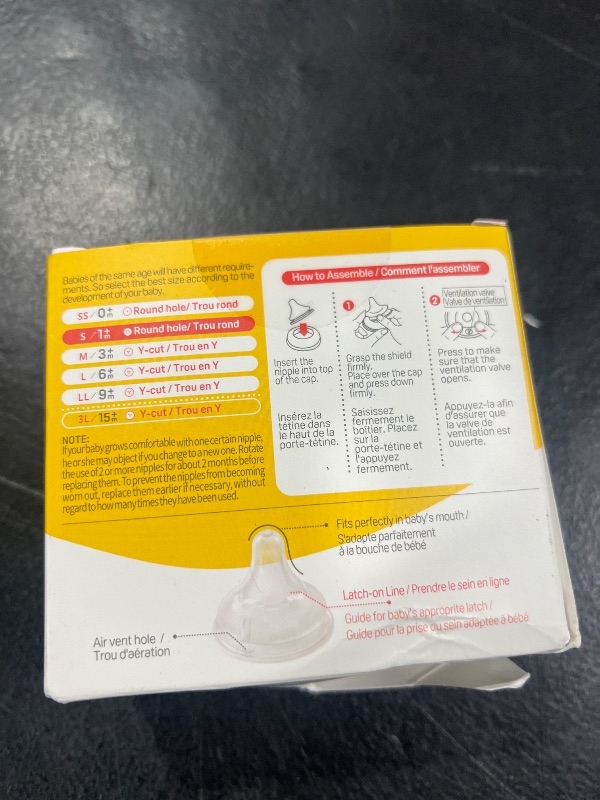 Babies of the same age will have different require-
ments. So select the best size according to the
development of your baby.
SS / 0m+ Round hole/ Trou rond
S / 1m+ Round hole/ Trou rond
M / 3m+ Y-cut / Trou en Y
L / 6m+ Y-cut / Trou en Y
LL / 9m+ Y-cut / Trou en Y
3L / 15m+ Y-cut / Trou en Y
NOTE:
If your baby grows comfortable with one certain nipple,
he or she may object if you change to a new one. Rotate
the use of 2 or more nipples for about 2 months before
replacing them. To prevent the nipples from becoming
worn out, replace them earlier if necessary, without
regard to how many times they have been used.
How to Assemble / Comment l'assembler
Insert the
nipple into top
of the cap.
Insérez la
tétine dans
le haut de la
porte-tétine.
1
Grasp the shield
firmly.
Place over the cap
and press down
firmly.
Saisissez
fermement le
boîtier. Placez
sur la
porte-tétine et
l'appuyez
fermement.
2
Ventilation valve
Valve de ventilation
Press to make
sure that the
ventilation valve
opens.
Appuyez-la afin
d'assurer que
la valve de
ventilation est
ouverte.
Fits perfectly in baby's mouth /
S'adapte parfaitement
à la bouche de bébé
Latch-on Line / Prendre le sein en ligne
Guide for baby's approprite latch /
Guide pour la prise du sein adaptée à bébé
Air vent hole /
Trou d'aération